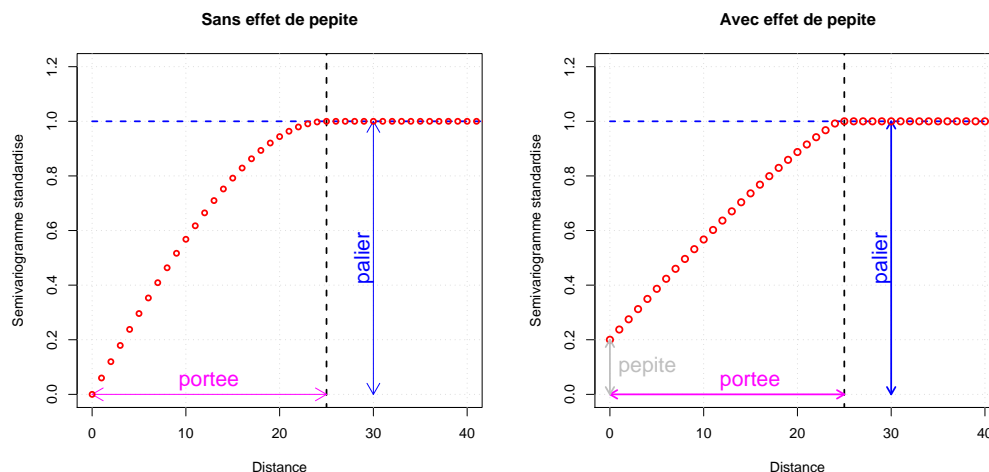 Sans effet de pepite
Semivariogramme standardise
1.2
1.0
0.8
0.6
0.4
0.2
0.0
palier
portee
0 10 20 30 40
Distance
Avec effet de pepite
Semivariogramme standardise
1.2
1.0
0.8
0.6
0.4
0.2
0.0
palier
pepite
portee
0 10 20 30 40
Distance